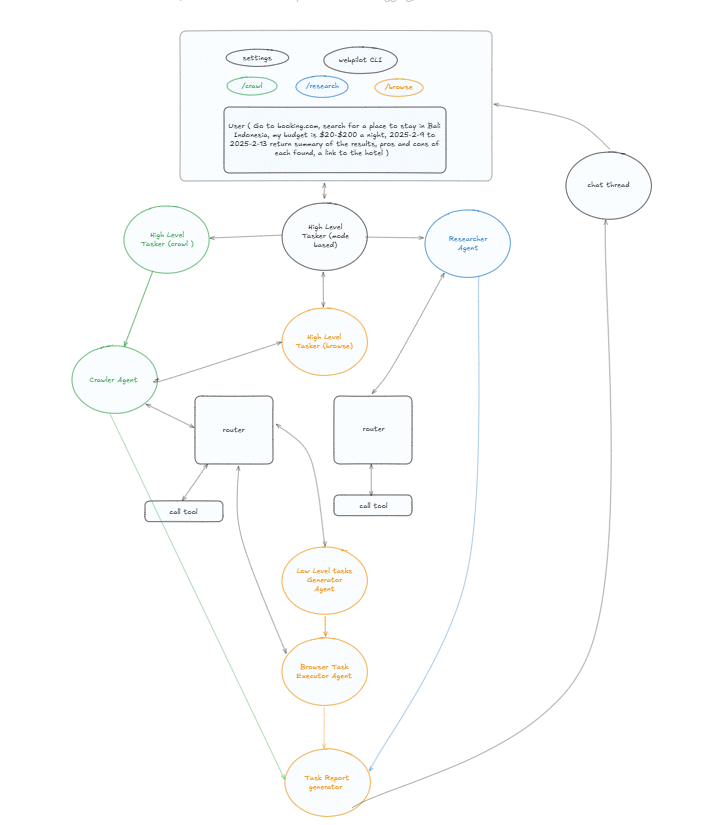 settings
webpilot CLI
/crawl
/research
/browse
User ( Go to booking.com, search for a place to stay in Bali
Indonesia, my budget is $20-$200 a night, 2025-2-9 to
2025-2-13 return summary of the results, pros and cons of
each found, a link to the hotel )
chat thread
High Level
Tasker (crawl )
High Level
Tasker (mode
based)
Researcher
Agent
High Level
Tasker (browse)
Crawler Agent
router
router
call tool
call tool
Low Level tasks
Generator
Agent
Browser Task
Executor Agent
Task Report
generator